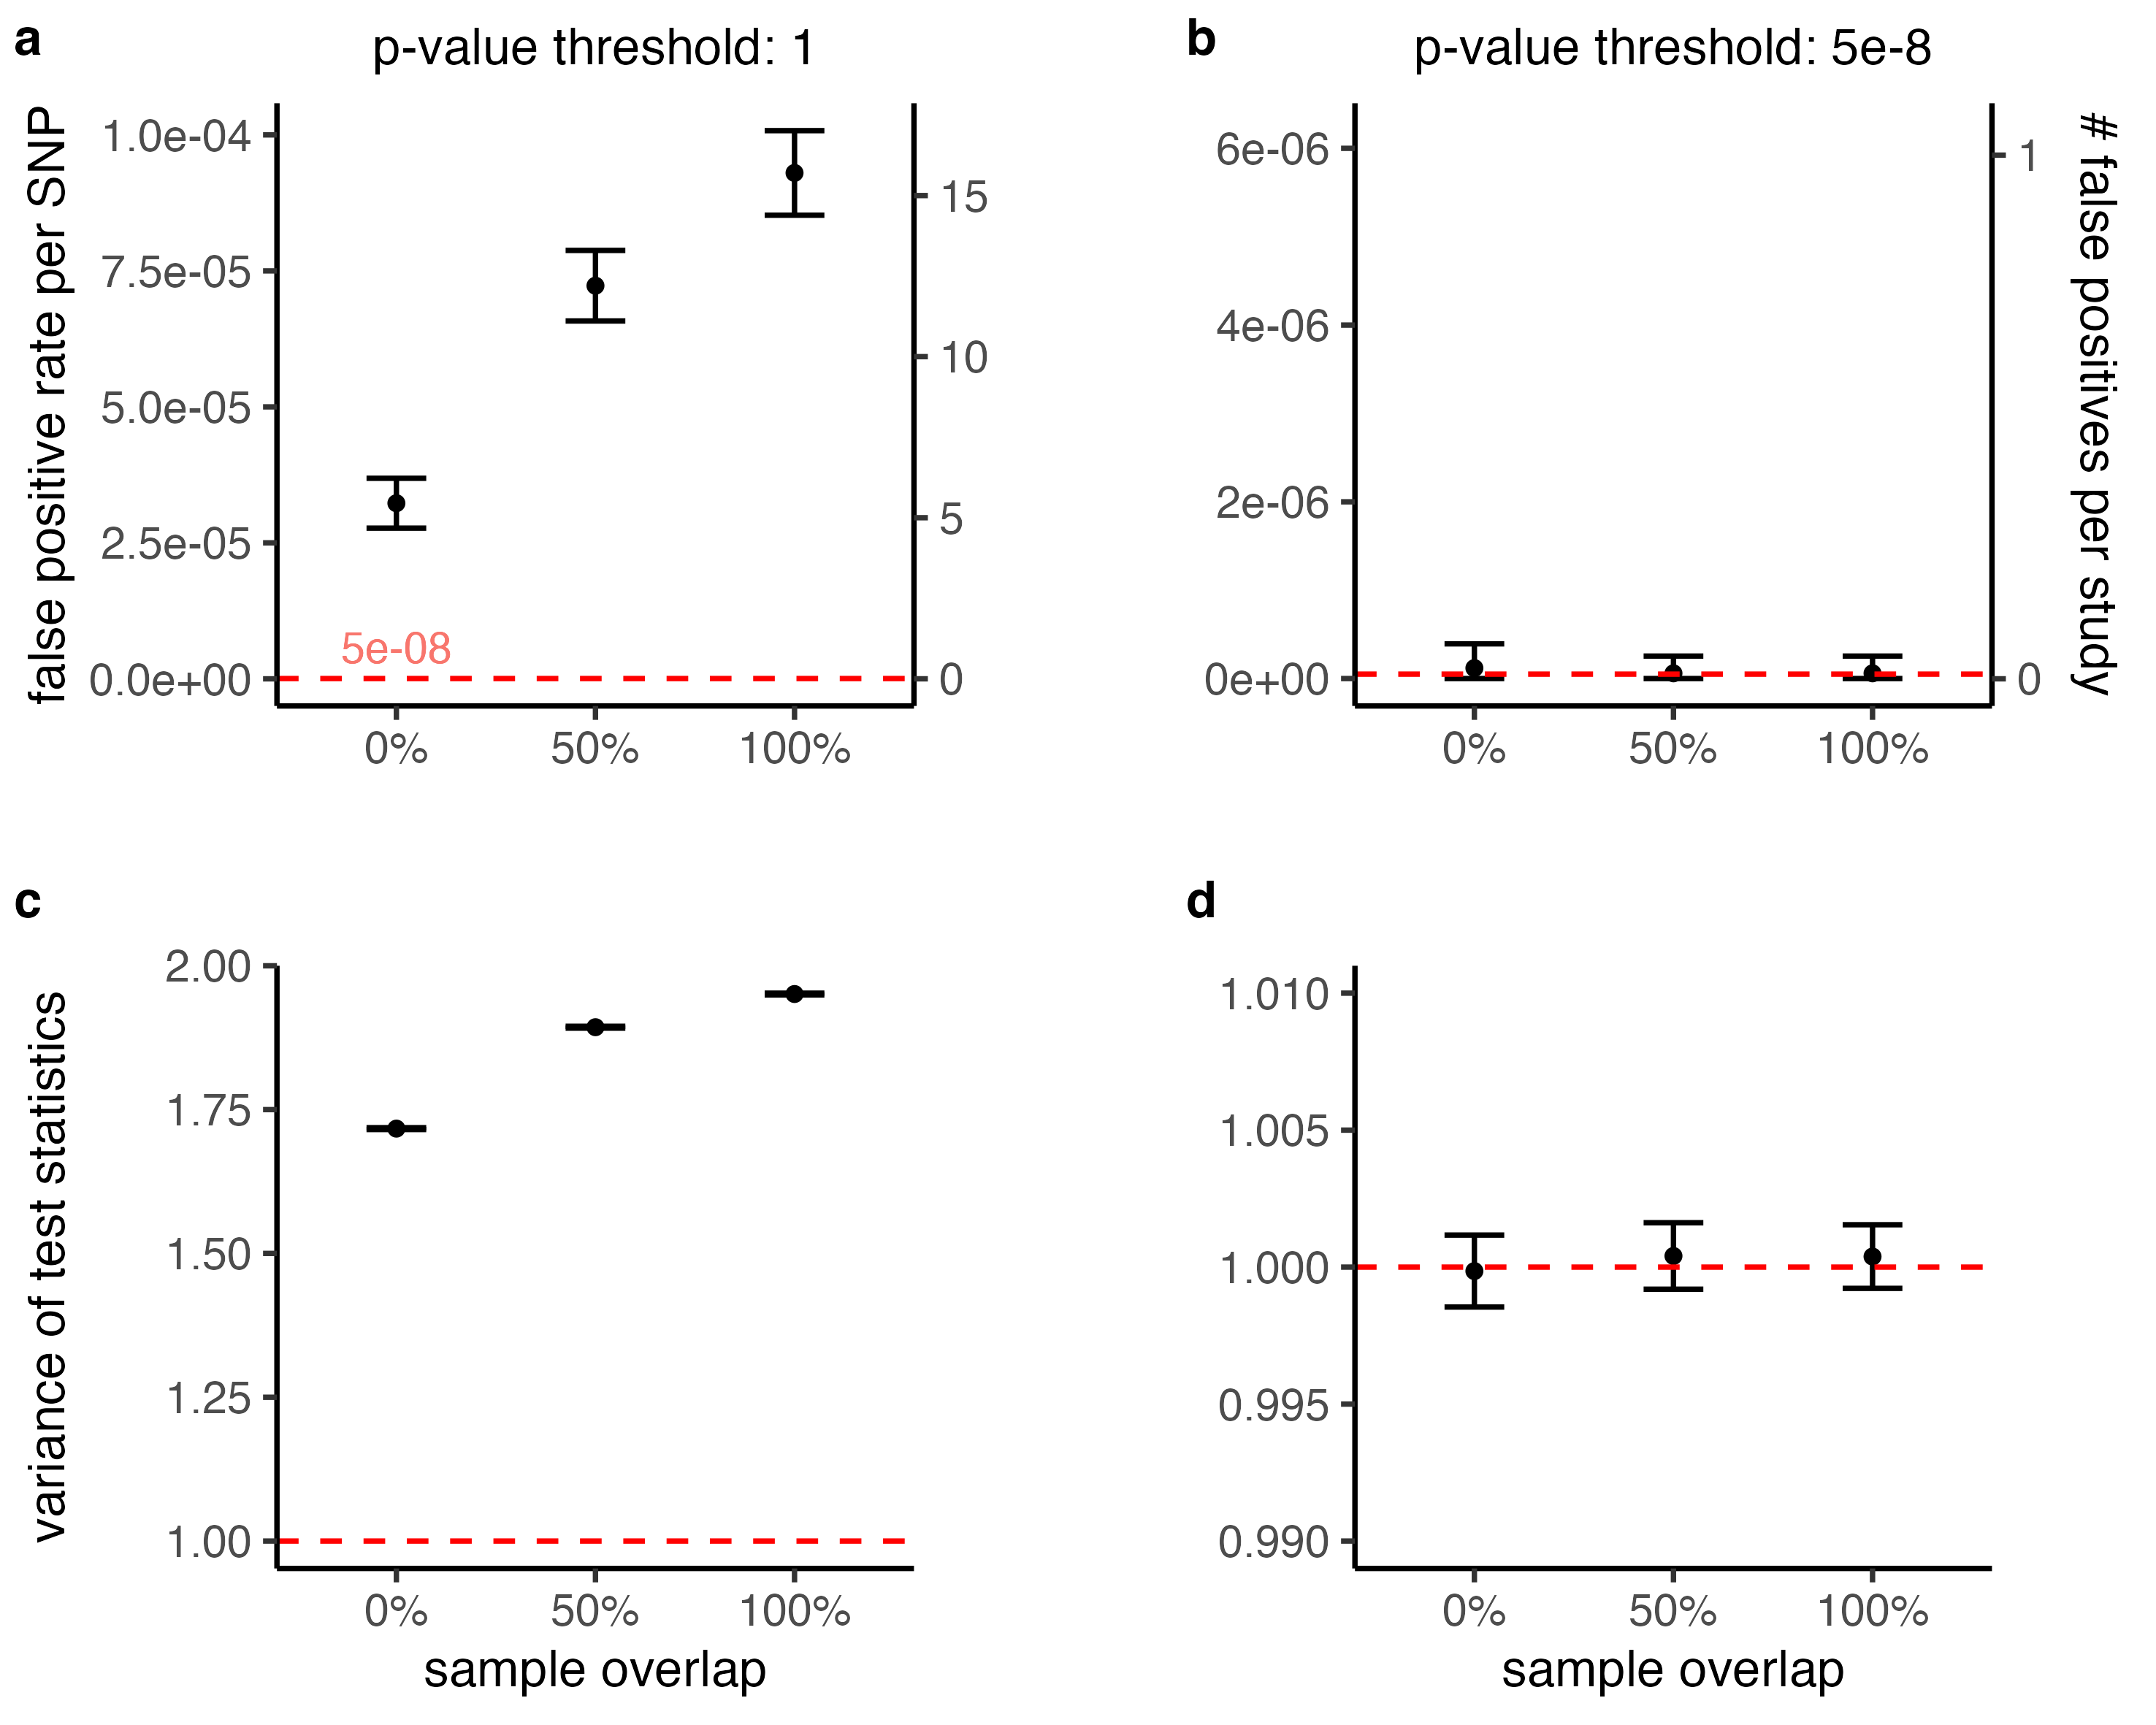 a
p-value threshold: 1
false positive rate per SNP
1.0e-04
7.5e-05
5.0e-05
2.5e-05
0.0e+00
5e-08
15
10
5
0
0%
50%
100%
b
p-value threshold: 5e-8
6e-06
4e-06
2e-06
0e+00
1
0
# false positives per study
0%
50%
100%
c
variance of test statistics
2.00
1.75
1.50
1.25
1.00
0%
50%
100%
sample overlap
d
1.010
1.005
1.000
0.995
0.990
0%
50%
100%
sample overlap